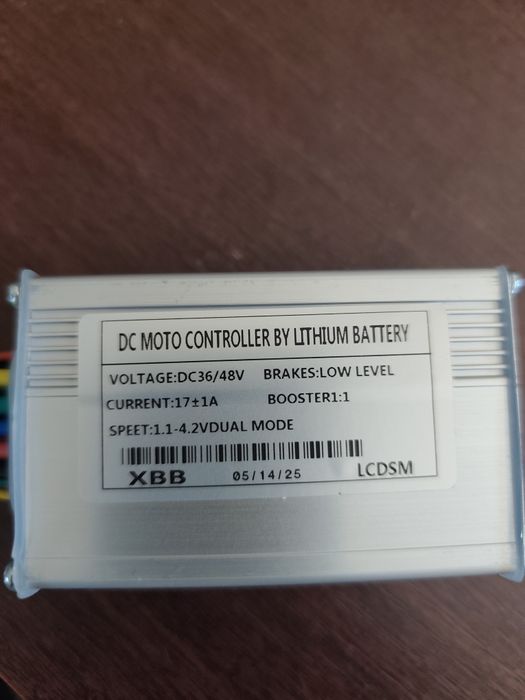 DC MOTO CONTROLLER BY LITHIUM BATTERY
VOLTAGE:DC36/48V BRAKES:LOW LEVEL
CURRENT:17±1A BOOSTER1:1
SPEET:1.1-4.2VDUAL MODE
XBB 05/14/25 LCDSM